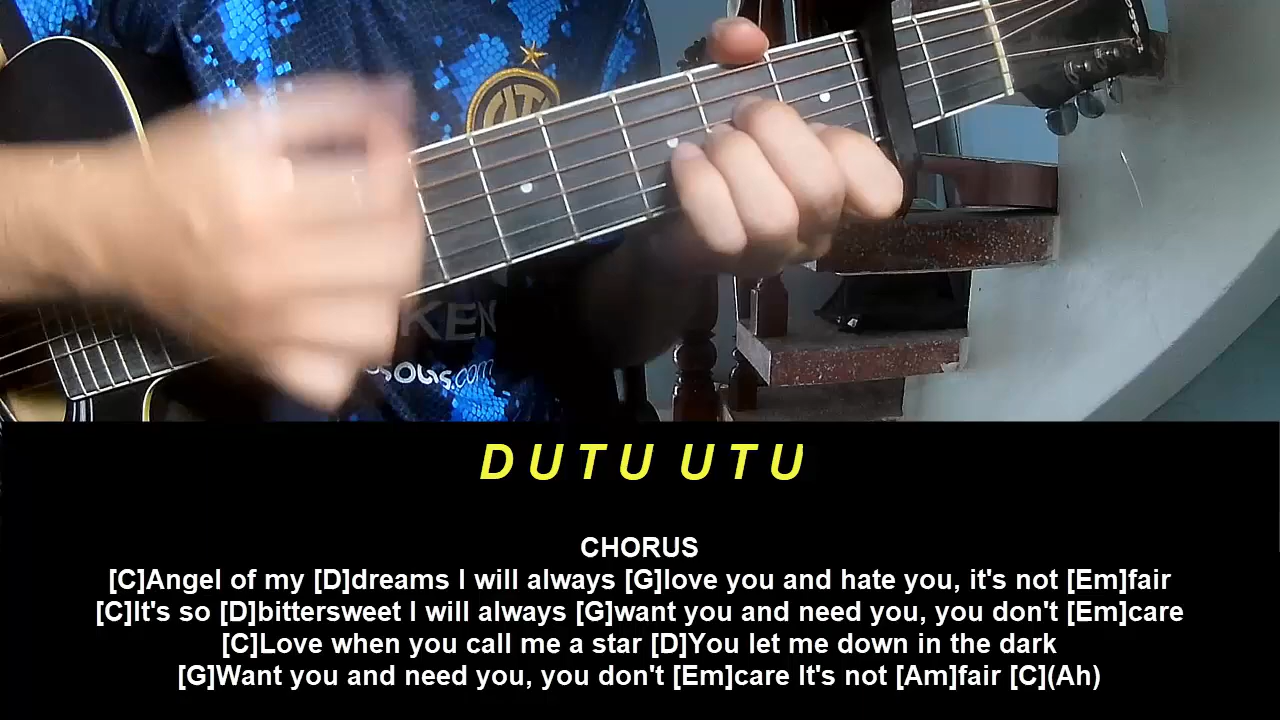 KEN
D U T U U T U
CHORUS
[C]Angel of my [D]dreams I will always [G]love you and hate you, it's not [Em]fair
[C]It's so [D]bittersweet I will always [G]want you and need you, you don't [Em]care
[C]Love when you call me a star [D]You let me down in the dark
[G]Want you and need you, you don't [Em]care It's not [Am]fair [C](Ah)